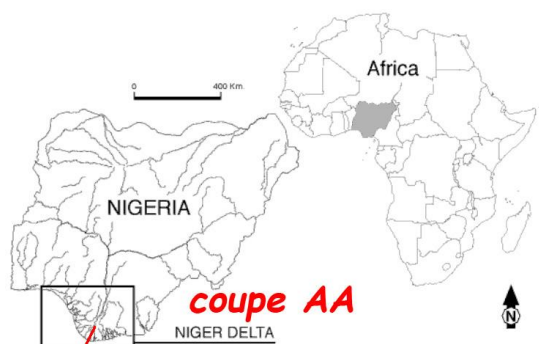 Africa
0 400 Km.
NIGERIA
coupe AA
NIGER DELTA
N